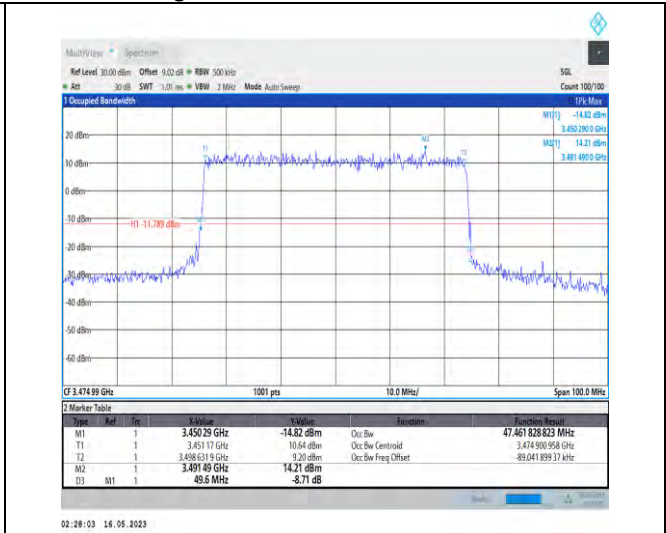 MultiView Spectrum
Ref Level 30.00 dBm Offset 9.02 dB RBW 500 kHz SGL
Att 30 dB SWT 1.01 ms VBW 2 MHz Mode Auto Sweep Count 100/100
1 Occupied Bandwidth 1Pk Max
M1[1] -14.82 dBm
3.450 290 0 GHz
M2[1] 14.21 dBm
3.491 490 0 GHz
20 dBm
T1
M2
T2
10 dBm
0 dBm
-10 dBm
H1 -11.789 dBm
-20 dBm
-30 dBm
-40 dBm
-50 dBm
-60 dBm
CF 3.474 99 GHz 1001 pts 10.0 MHz/ Span 100.0 MHz
2 Marker Table
Type Ref Trc X-Value Y-Value Function Function Result
M1 1 3.450 29 GHz -14.82 dBm Occ Bw 47.461 828 823 MHz
T1 1 3.451 17 GHz 10.64 dBm Occ Bw Centroid 3.474 900 958 GHz
T2 1 3.498 631 9 GHz 9.20 dBm Occ Bw Freq Offset -89.041 899 37 kHz
M2 1 3.491 49 GHz 14.21 dBm
D3 M1 1 49.6 MHz -8.71 dB
02:28:03 16.05.2023